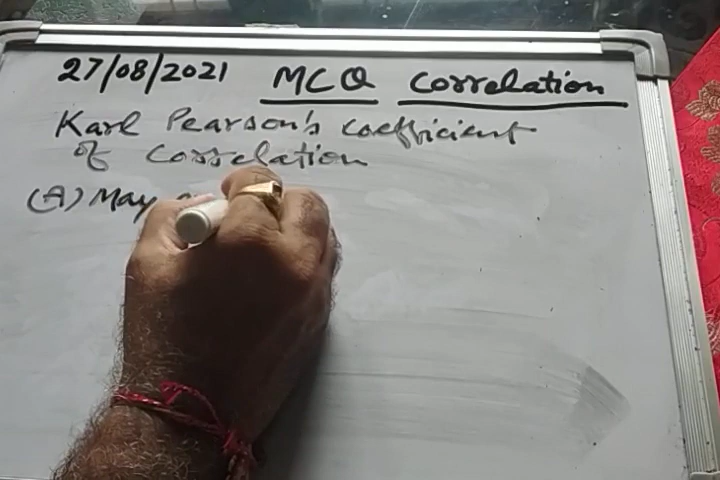 27/08/2021 MCQ Correlation
Karl Pearson's Coefficient
of Correlation
(A) May